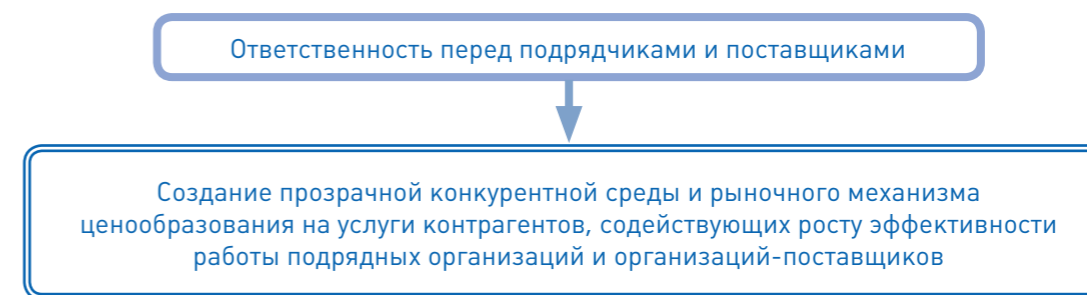 Ответственность перед подрядчиками и поставщиками
Создание прозрачной конкурентной среды и рыночного механизма
ценообразования на услуги контрагентов, содействующих росту эффективности
работы подрядных организаций и организаций-поставщиков